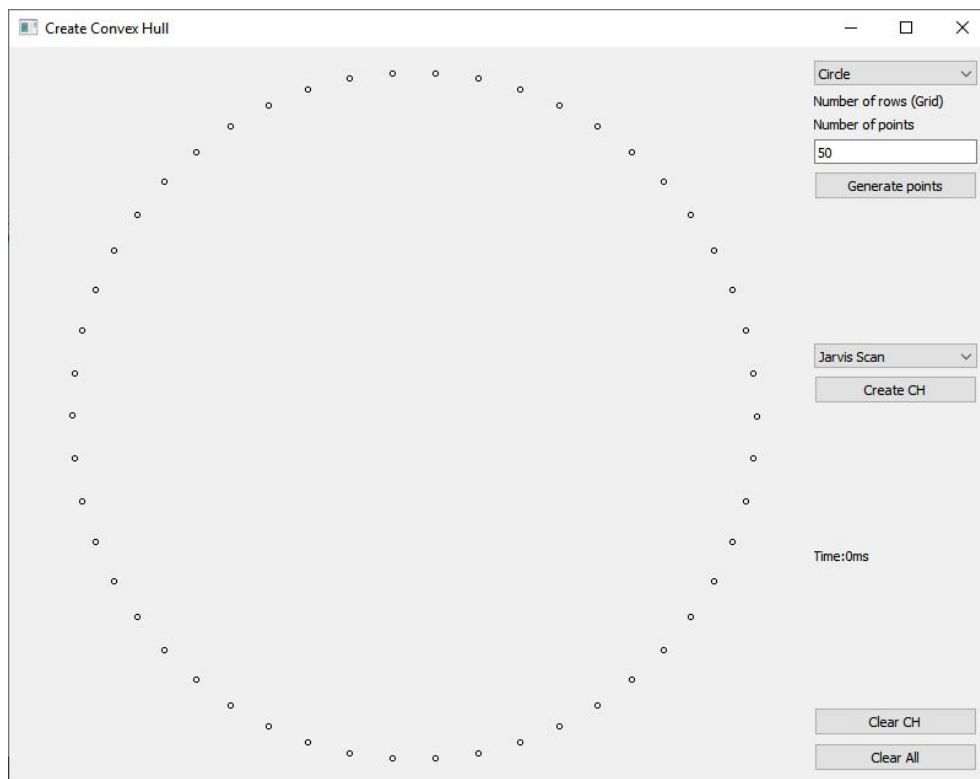 Create Convex Hull
Circle
Number of rows (Grid)
Number of points
50
Generate points
Jarvis Scan
Create CH
Time:0ms
Clear CH
Clear All